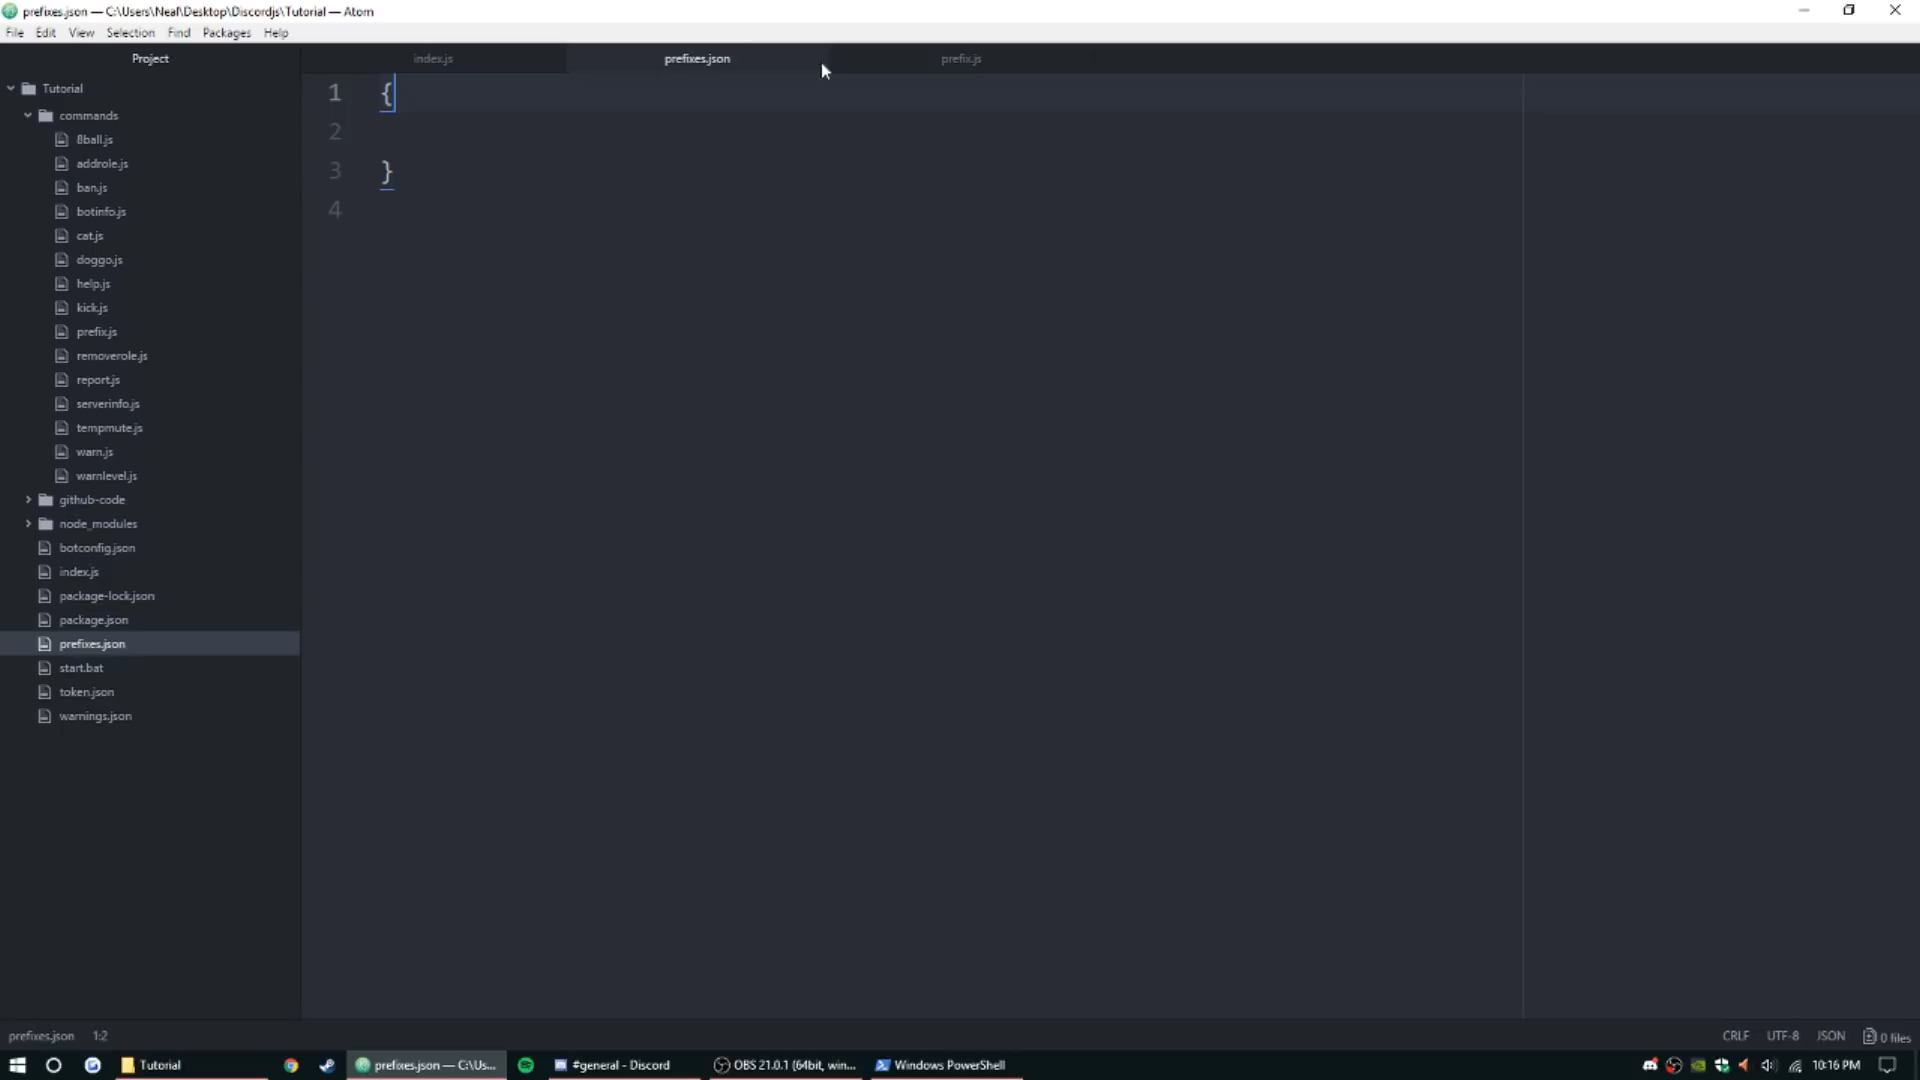 prefixes.json — C:\Users\Neal\Desktop\Discordjs\Tutorial — Atom
File Edit View Selection Find Packages Help
Project
index.js
prefixes.json
prefix.js
Tutorial
commands
8ball.js
addrole.js
ban.js
botinfo.js
cat.js
doggo.js
help.js
kick.js
prefix.js
removerole.js
report.js
serverinfo.js
tempmute.js
warn.js
warnlevel.js
github-code
node_modules
botconfig.json
index.js
package-lock.json
package.json
prefixes.json
start.bat
token.json
warnings.json
1 {
2
3 }
4
prefixes.json 1:2
CRLF UTF-8 JSON 0 files
Tutorial
prefixes.json — C:\Us...
#general - Discord
OBS 21.0.1 (64bit, win...
Windows PowerShell
10:16 PM